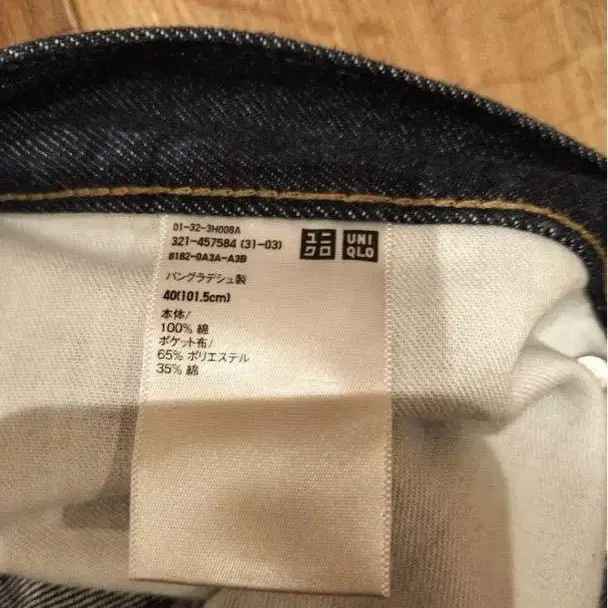 01-32-3H008A
321-457584 (31-03)
8182-0A3A-A3B
ユニ
クロ
UNI
QLO
バングラデシュ製
40(101.5cm)
本体/
100% 綿
ポケット布/
65% ポリエステル
35% 綿